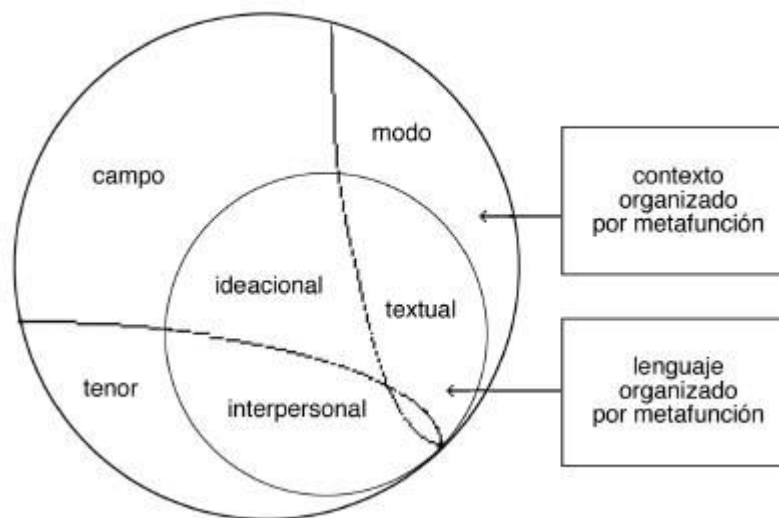 modo
campo
contexto
organizado
por metafunción
ideacional
textual
tenor
interpersonal
lenguaje
organizado
por metafunción